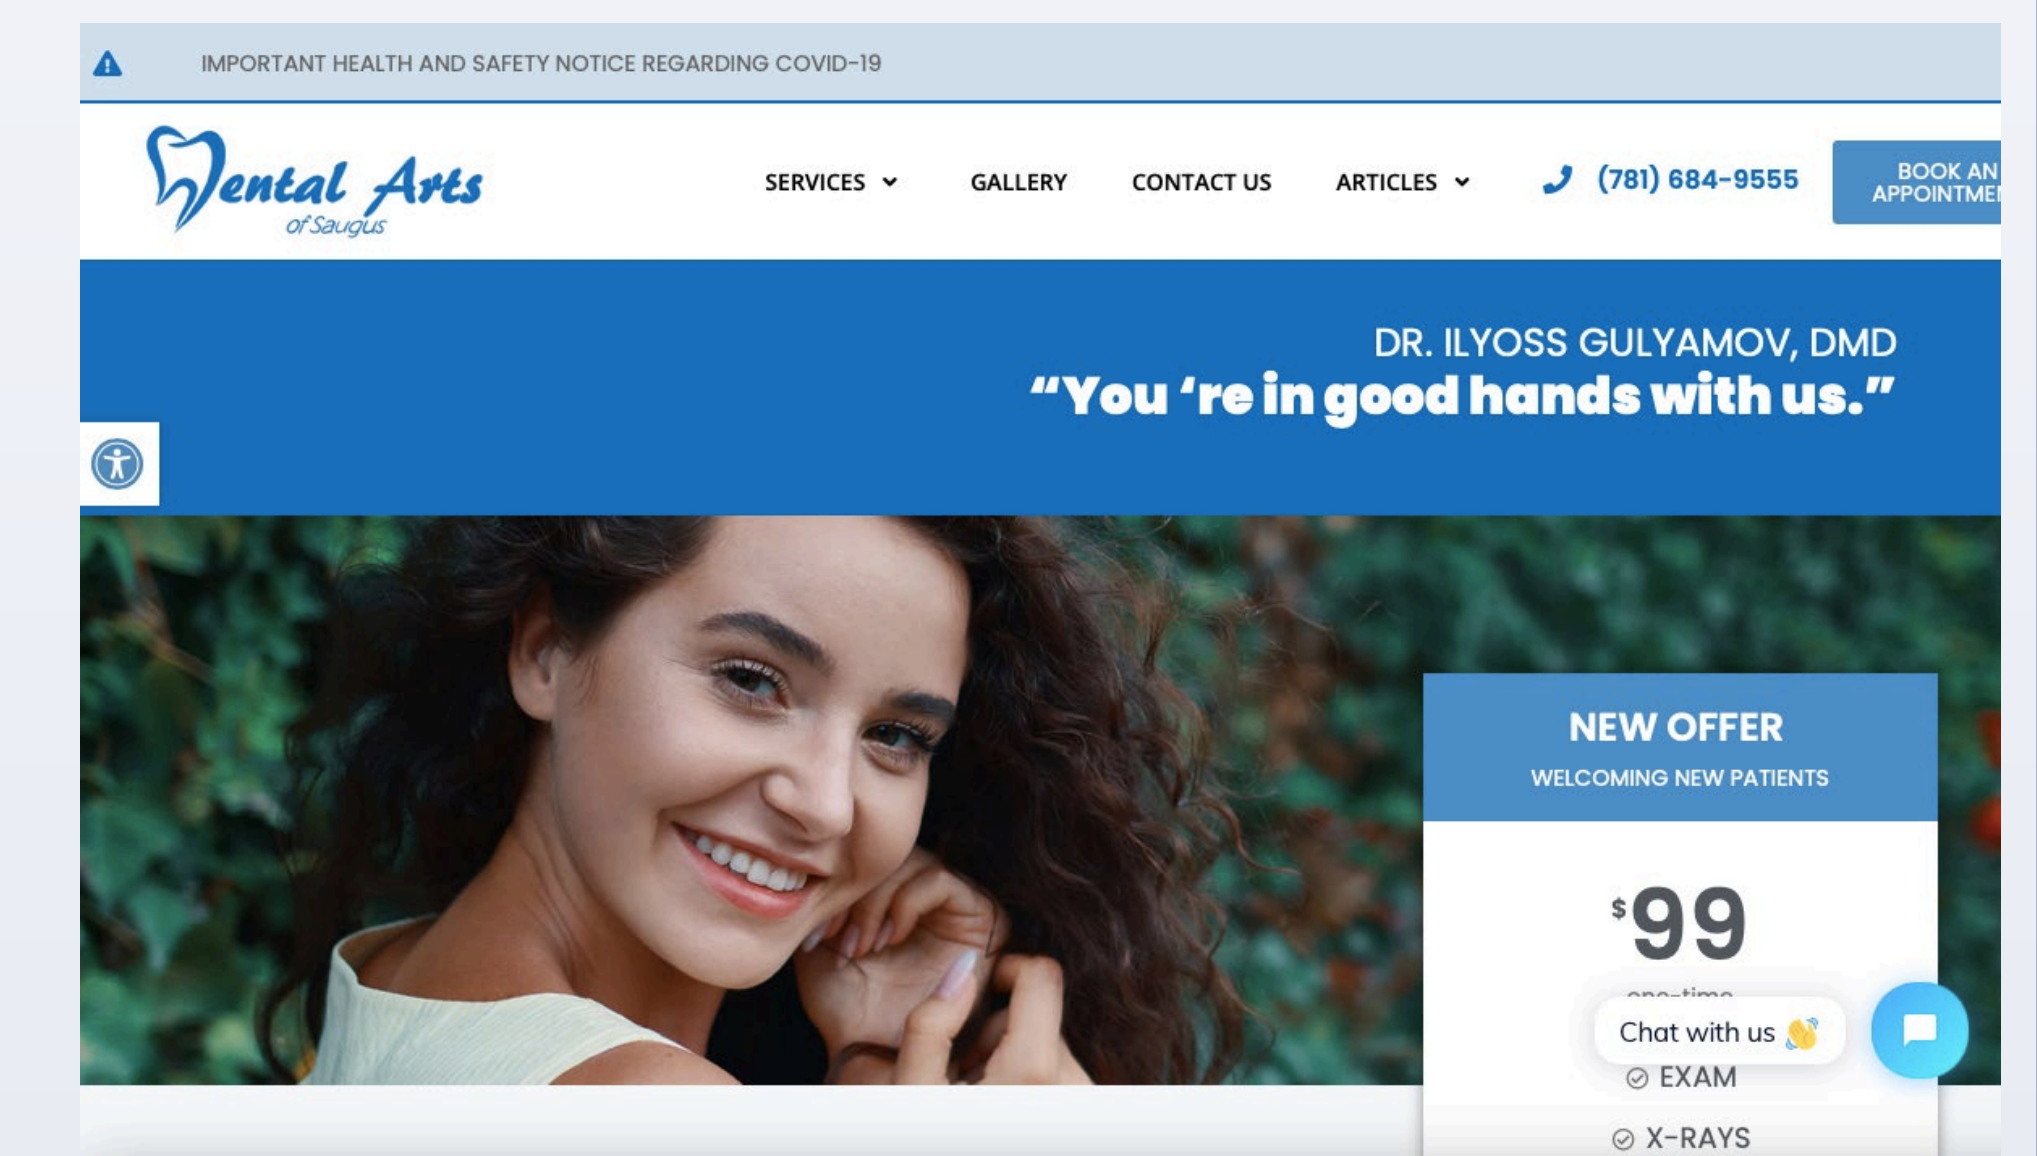 IMPORTANT HEALTH AND SAFETY NOTICE REGARDING COVID-19
Dental Arts
of Saugus
SERVICES
GALLERY
CONTACT US
ARTICLES
(781) 684-9555
BOOK AN
DR. ILYOSS GULYAMOV, DMD
“You ‘re in good hands with us.”
NEW OFFER
WELCOMING NEW PATIENTS
$99
Chat with us
EXAM
X-RAYS